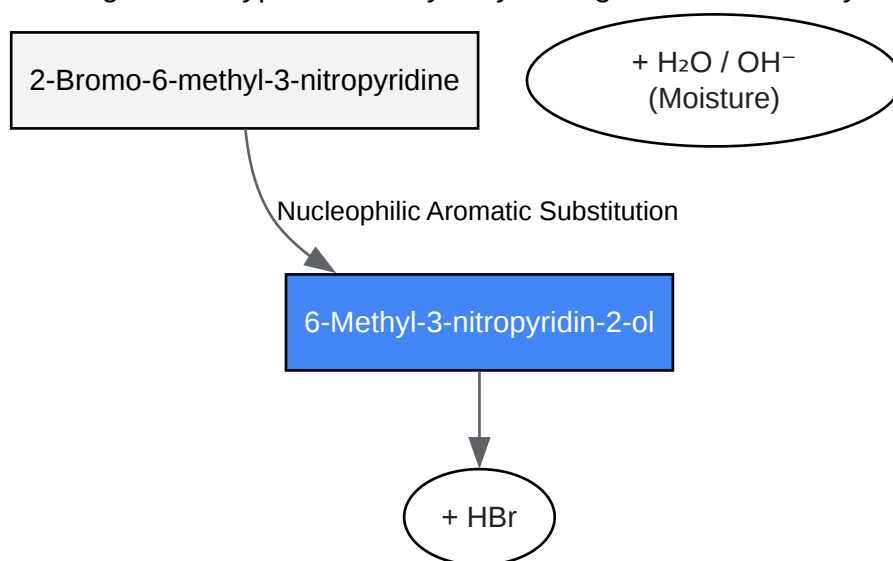 2-Bromo-6-methyl-3-nitropyridine
+ H₂O / OH⁻
(Moisture)
Nucleophilic Aromatic Substitution
6-Methyl-3-nitropyridin-2-ol
+ HBr